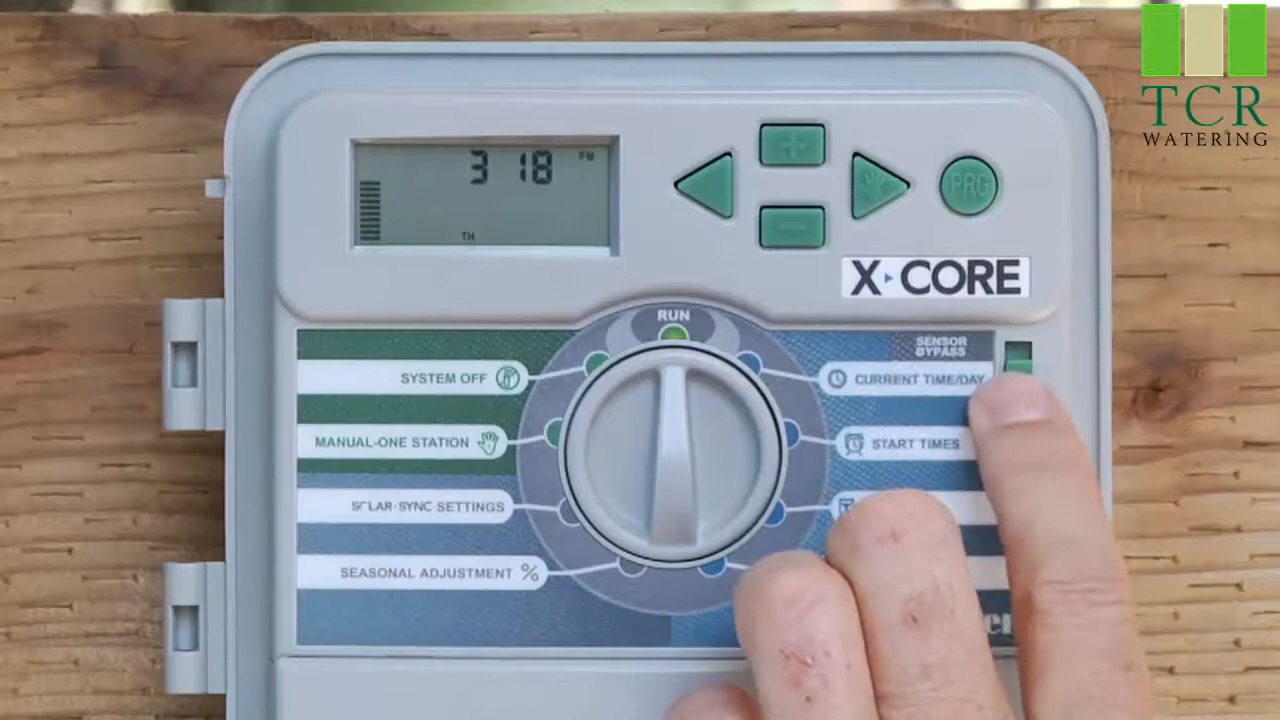 TCR
WATERING
3 18 PM
TH
+
-
PRG
X-CORE
RUN
SENSOR
BYPASS
SYSTEM OFF
CURRENT TIME/DAY
MANUAL-ONE STATION
START TIMES
SOLAR-SYNC SETTINGS
SEASONAL ADJUSTMENT %